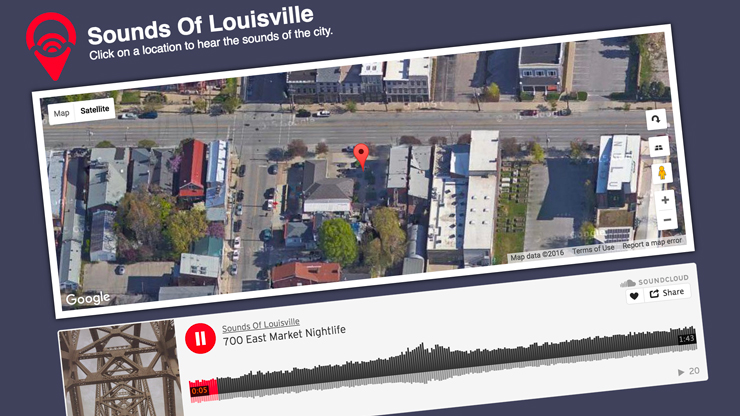 Sounds Of Louisville
Click on a location to hear the sounds of the city.
Map Satellite
Google
Map data ©2016 Terms of Use Report a map error
SOUNDCLOUD
Share
Sounds Of Louisville
700 East Market Nightlife
0:05
1:43
20